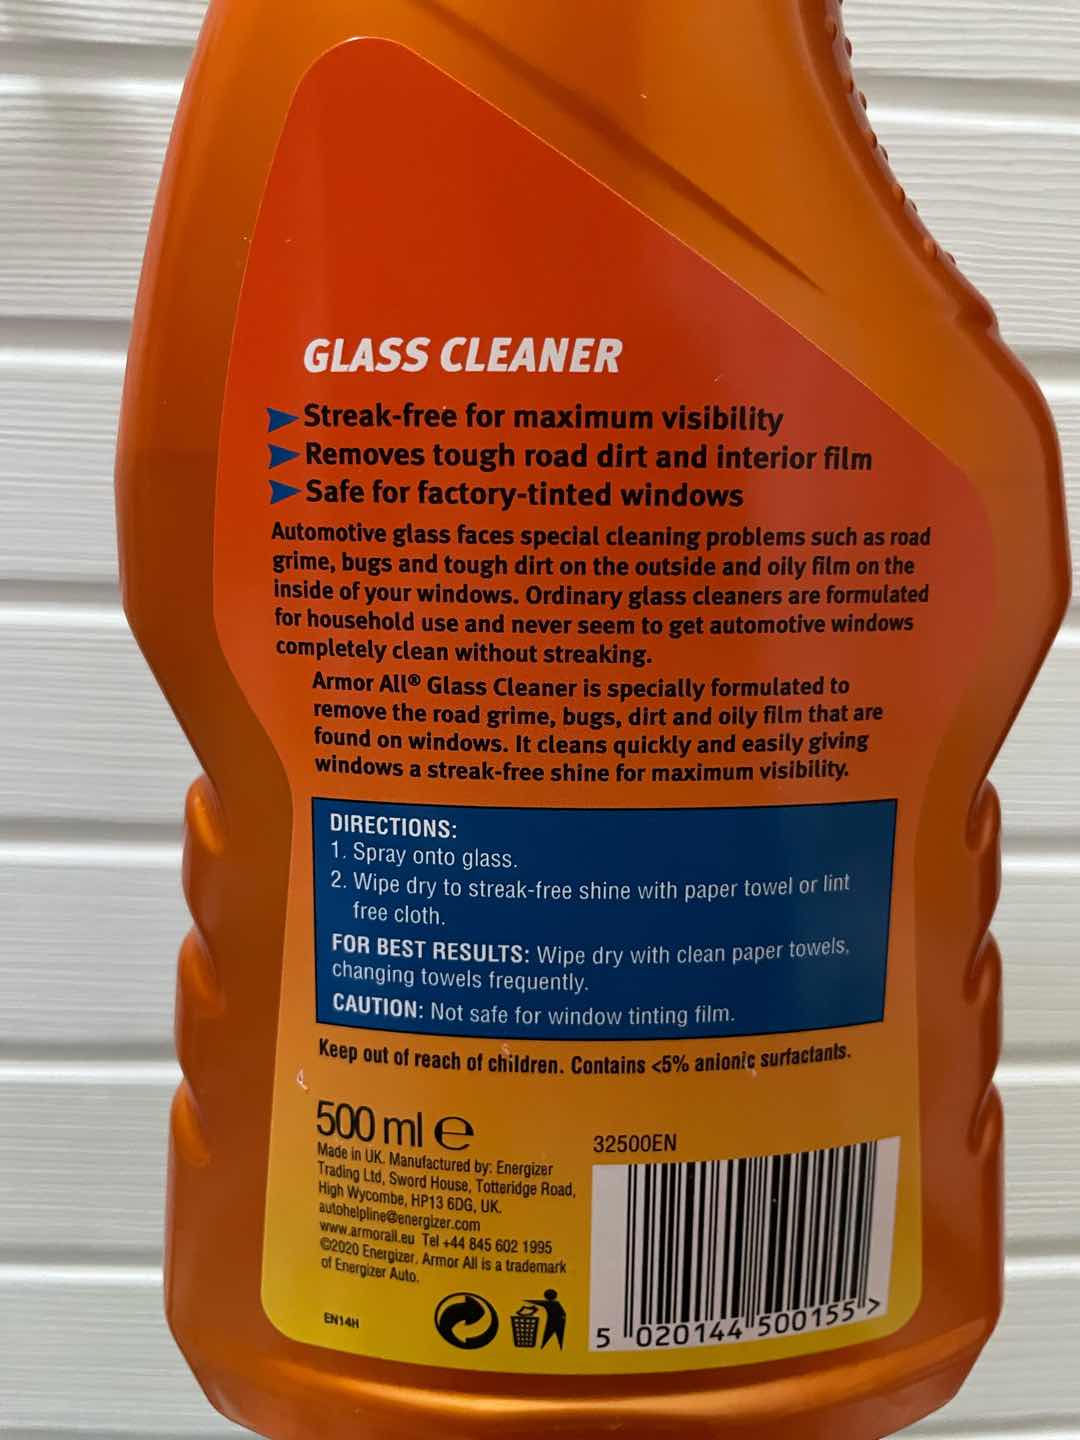 GLASS CLEANER
Streak-free for maximum visibility
Removes tough road dirt and interior film
Safe for factory-tinted windows
Automotive glass faces special cleaning problems such as road
grime, bugs and tough dirt on the outside and oily film on the
inside of your windows. Ordinary glass cleaners are formulated
for household use and never seem to get automotive windows
completely clean without streaking.
Armor All® Glass Cleaner is specially formulated to
remove the road grime, bugs, dirt and oily film that are
found on windows. It cleans quickly and easily giving
windows a streak-free shine for maximum visibility.
DIRECTIONS:
1. Spray onto glass.
2. Wipe dry to streak-free shine with paper towel or lint
free cloth.
FOR BEST RESULTS: Wipe dry with clean paper towels,
changing towels frequently.
CAUTION: Not safe for window tinting film.
Keep out of reach of children. Contains <5% anionic surfactants.
500 ml ℮
Made in UK. Manufactured by: Energizer
Trading Ltd, Sword House, Totteridge Road,
High Wycombe, HP13 6DG, UK.
autohelpline@energizer.com
www.armorall.eu Tel +44 845 602 1995
©2020 Energizer. Armor All is a trademark
of Energizer Auto.
EN14H
32500EN
5 020144 500155 >